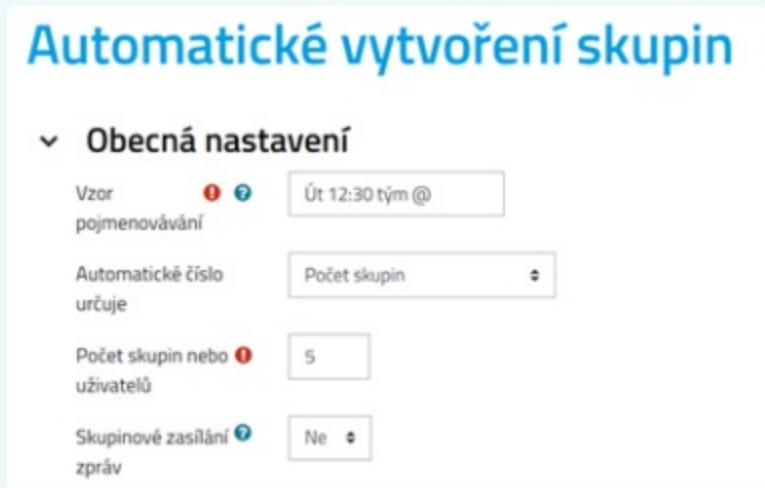 Automatické vytvoření skupin
Obecná nastavení
Vzor
pojmenovávání
Út 12:30 tým @
Automatické číslo
určuje
Počet skupin
Počet skupin nebo
uživatelů
5
Skupinové zasílání
zpráv
Ne